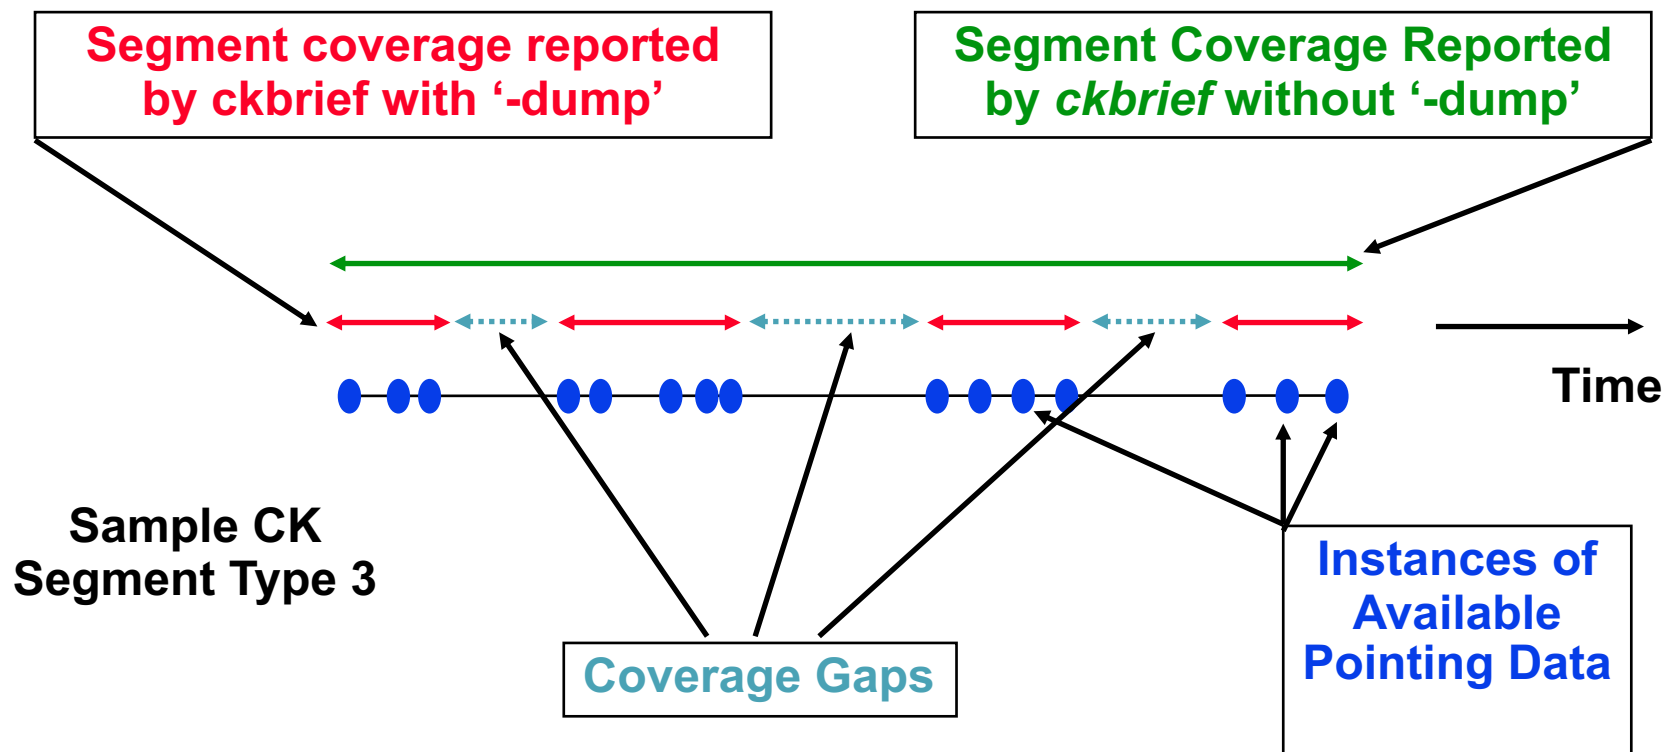 Segment coverage reported
by ckbrief with ‘-dump’
Segment Coverage Reported
by ckbrief without ‘-dump’
Time
Sample CK
Segment Type 3
Coverage Gaps
Instances of
Available
Pointing Data